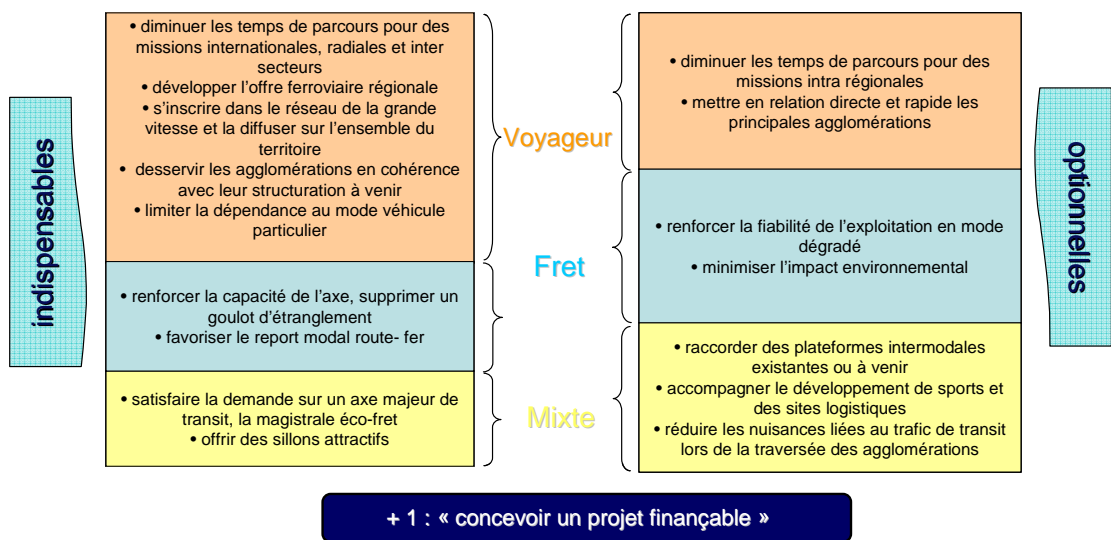 indispensables
• diminuer les temps de parcours pour des
missions internationales, radiales et inter
secteurs
• développer l'offre ferroviaire régionale
• s'inscrire dans le réseau de la grande
vitesse et la diffuser sur l'ensemble du
territoire
• desservir les agglomérations en cohérence
avec leur structuration à venir
• limiter la dépendance au mode véhicule
particulier
• renforcer la capacité de l'axe, supprimer un
goulot d'étranglement
• favoriser le report modal route- fer
• satisfaire la demande sur un axe majeur de
transit, la magistrale éco-fret
• offrir des sillons attractifs
Voyageur
Fret
Mixte
• diminuer les temps de parcours pour des
missions intra régionales
• mettre en relation directe et rapide les
principales agglomérations
• renforcer la fiabilité de l'exploitation en mode
dégradé
• minimiser l'impact environnemental
• raccorder des plateformes intermodales
existantes ou à venir
• accompagner le développement de sports et
des sites logistiques
• réduire les nuisances liées au trafic de transit
lors de la traversée des agglomérations
optionnelles
+ 1 : « concevoir un projet finançable »